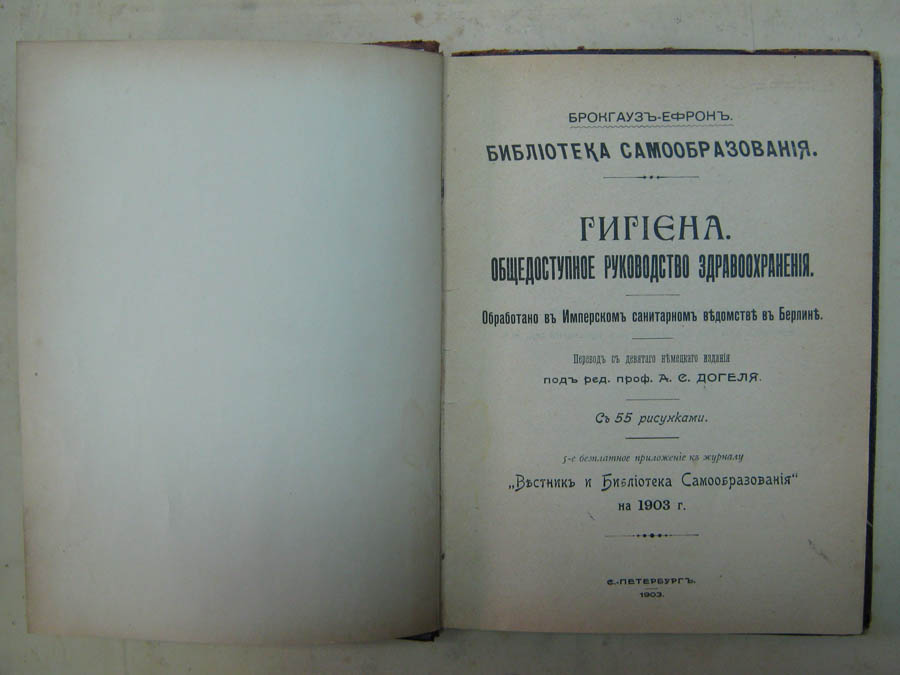 БРОКГАУЗЪ-ЕФРОНЪ.
БИБЛІОТЕКА САМООБРАЗОВАНІЯ.
ГИГІЕНА.
ОБЩЕДОСТУПНОЕ РУКОВОДСТВО ЗДРАВООХРАНЕНІЯ.
Обработано въ Имперскомъ санитарномъ вѣдомствѣ въ Берлинѣ.
Переводъ съ девятаго нѣмецкаго изданія
подъ ред. проф. А. С. ДОГЕЛЯ.
Съ 55 рисунками.
5-е безплатное приложеніе къ журналу
„Вѣстникъ и Библіотека Самообразованія“
на 1903 г.
С.-ПЕТЕРБУРГЪ.
1903.